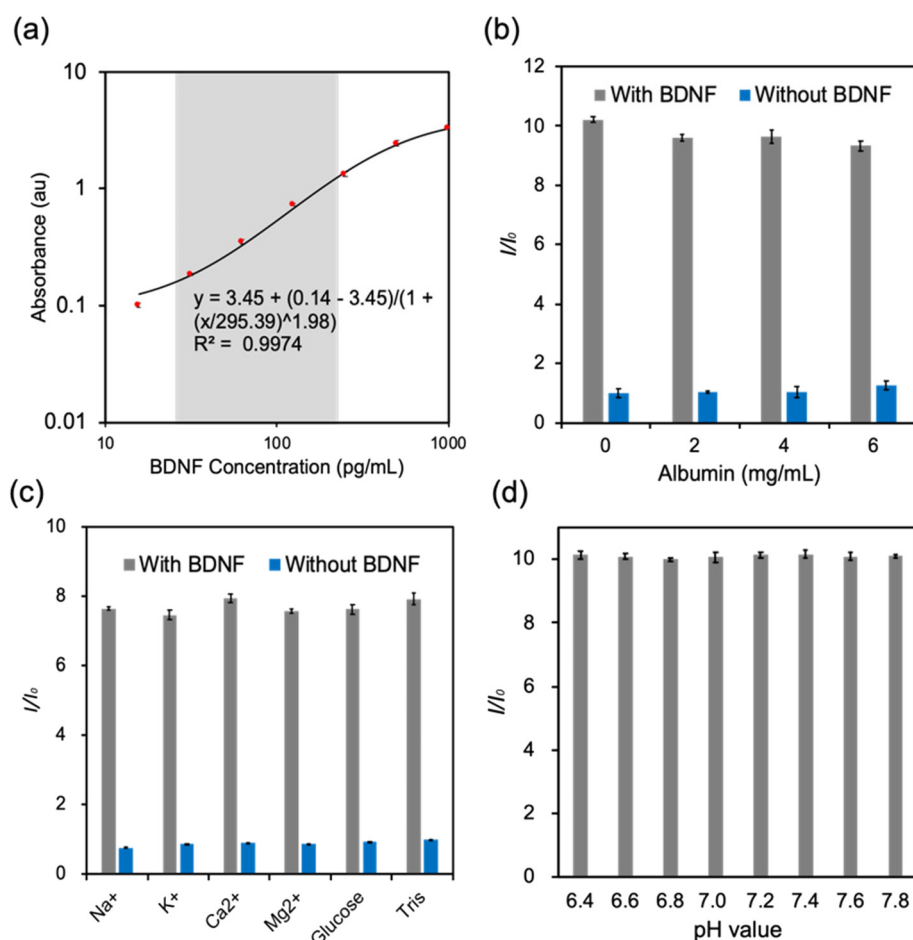 (a)
10
1
0.1
0.01
Absorbance (au)
y = 3.45 + (0.14 - 3.45)/(1 +
(x/295.39)^1.98)
R² = 0.9974
10 100 1000
BDNF Concentration (pg/mL)
(b)
12
10
8
6
4
2
0
I/I₀
With BDNF Without BDNF
0 2 4 6
Albumin (mg/mL)
(c)
10
8
6
4
2
0
I/I₀
With BDNF Without BDNF
Na+ K+ Ca2+ Mg2+ Glucose Tris
(d)
10
8
6
4
2
0
I/I₀
6.4 6.6 6.8 7.0 7.2 7.4 7.6 7.8
pH value